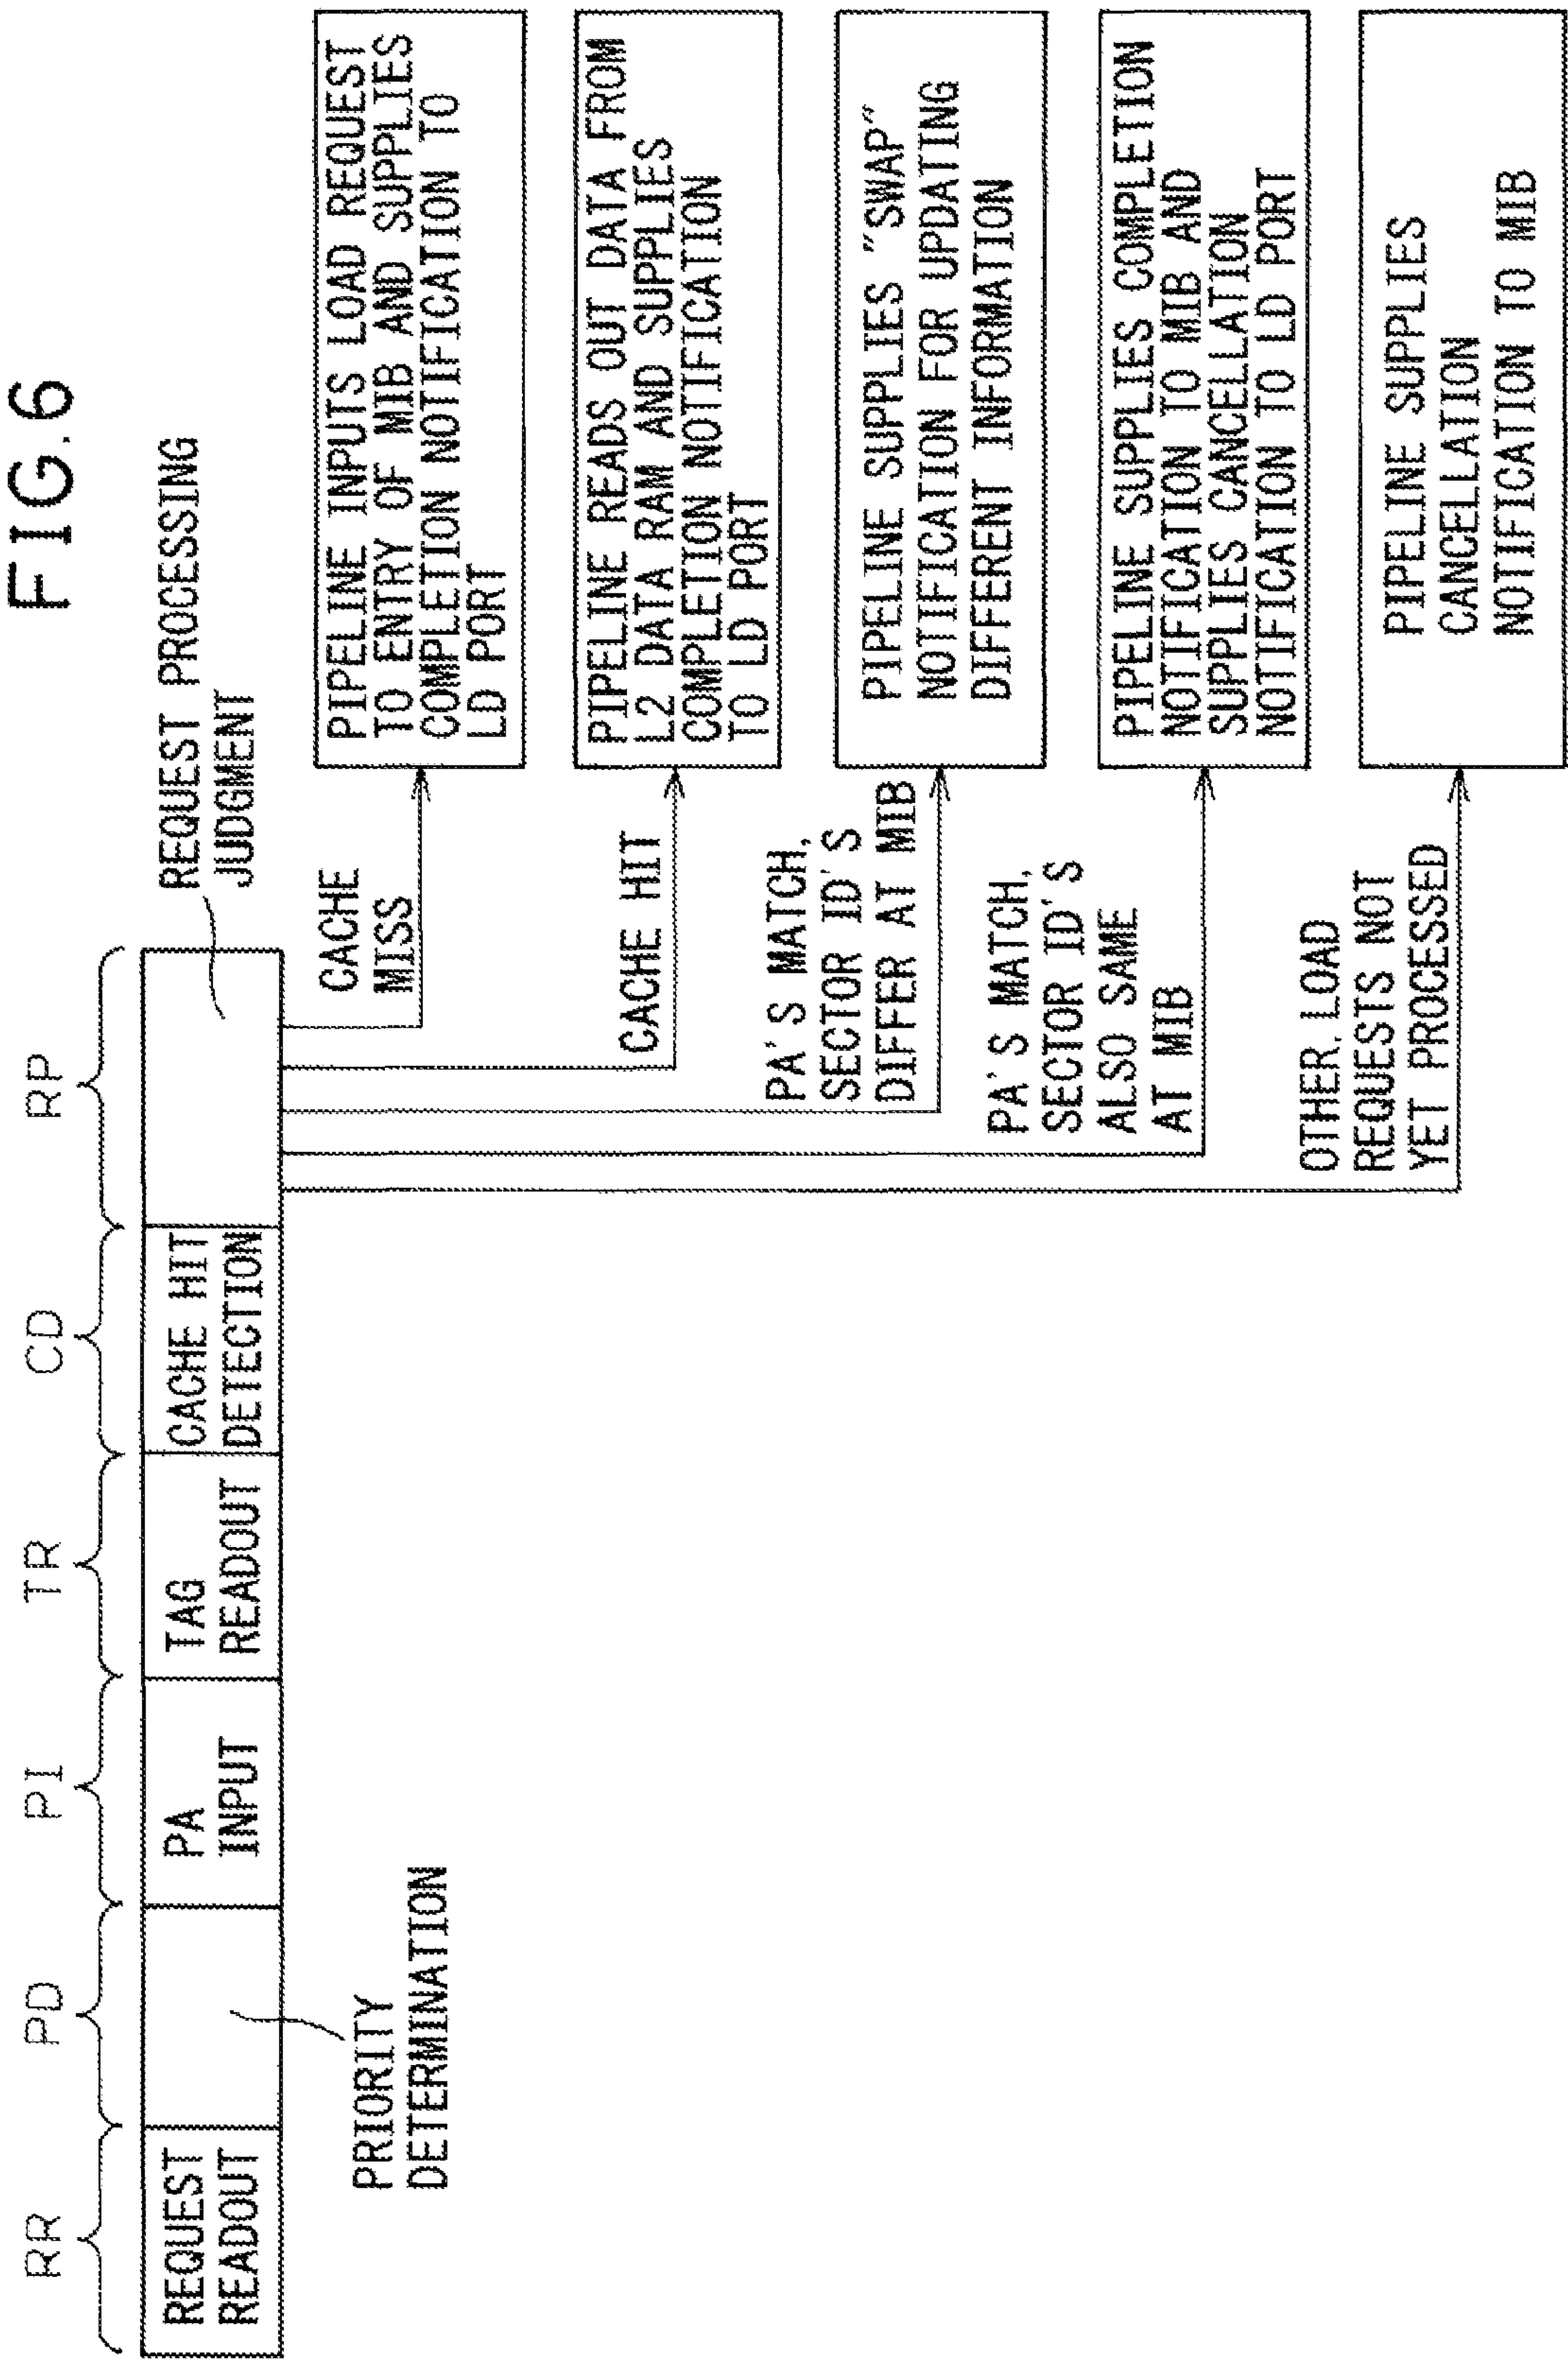 FIG.6
RR
PD
PI
TR
CD
RP
REQUEST
READOUT
PRIORITY
DETERMINATION
PA
INPUT
TAG
READOUT
CACHE HIT
DETECTION
REQUEST PROCESSING
JUDGMENT
CACHE
MISS
PIPELINE INPUTS LOAD REQUEST
TO ENTRY OF MIB AND SUPPLIES
COMPLETION NOTIFICATION TO
LD PORT
CACHE HIT
PIPELINE READS OUT DATA FROM
L2 DATA RAM AND SUPPLIES
COMPLETION NOTIFICATION
TO LD PORT
PA'S MATCH,
SECTOR ID'S
DIFFER AT MIB
PIPELINE SUPPLIES "SWAP"
NOTIFICATION FOR UPDATING
DIFFERENT INFORMATION
PA'S MATCH,
SECTOR ID'S
ALSO SAME
AT MIB
PIPELINE SUPPLIES COMPLETION
NOTIFICATION TO MIB AND
SUPPLIES CANCELLATION
NOTIFICATION TO LD PORT
OTHER, LOAD
REQUESTS NOT
YET PROCESSED
PIPELINE SUPPLIES
CANCELLATION
NOTIFICATION TO MIB